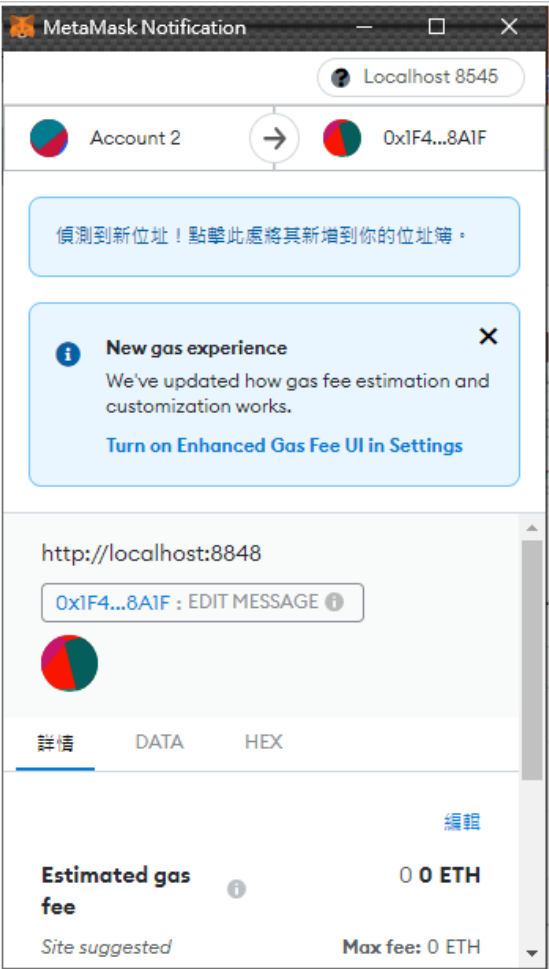 MetaMask Notification
Localhost 8545
Account 2
0x1F4...8A1F
偵測到新位址！點擊此處將其新增到你的位址簿。
New gas experience
We've updated how gas fee estimation and
customization works.
Turn on Enhanced Gas Fee UI in Settings
http://localhost:8848
0x1F4...8A1F : EDIT MESSAGE
詳情 DATA HEX
編輯
Estimated gas
fee
0 0 ETH
Site suggested
Max fee: 0 ETH